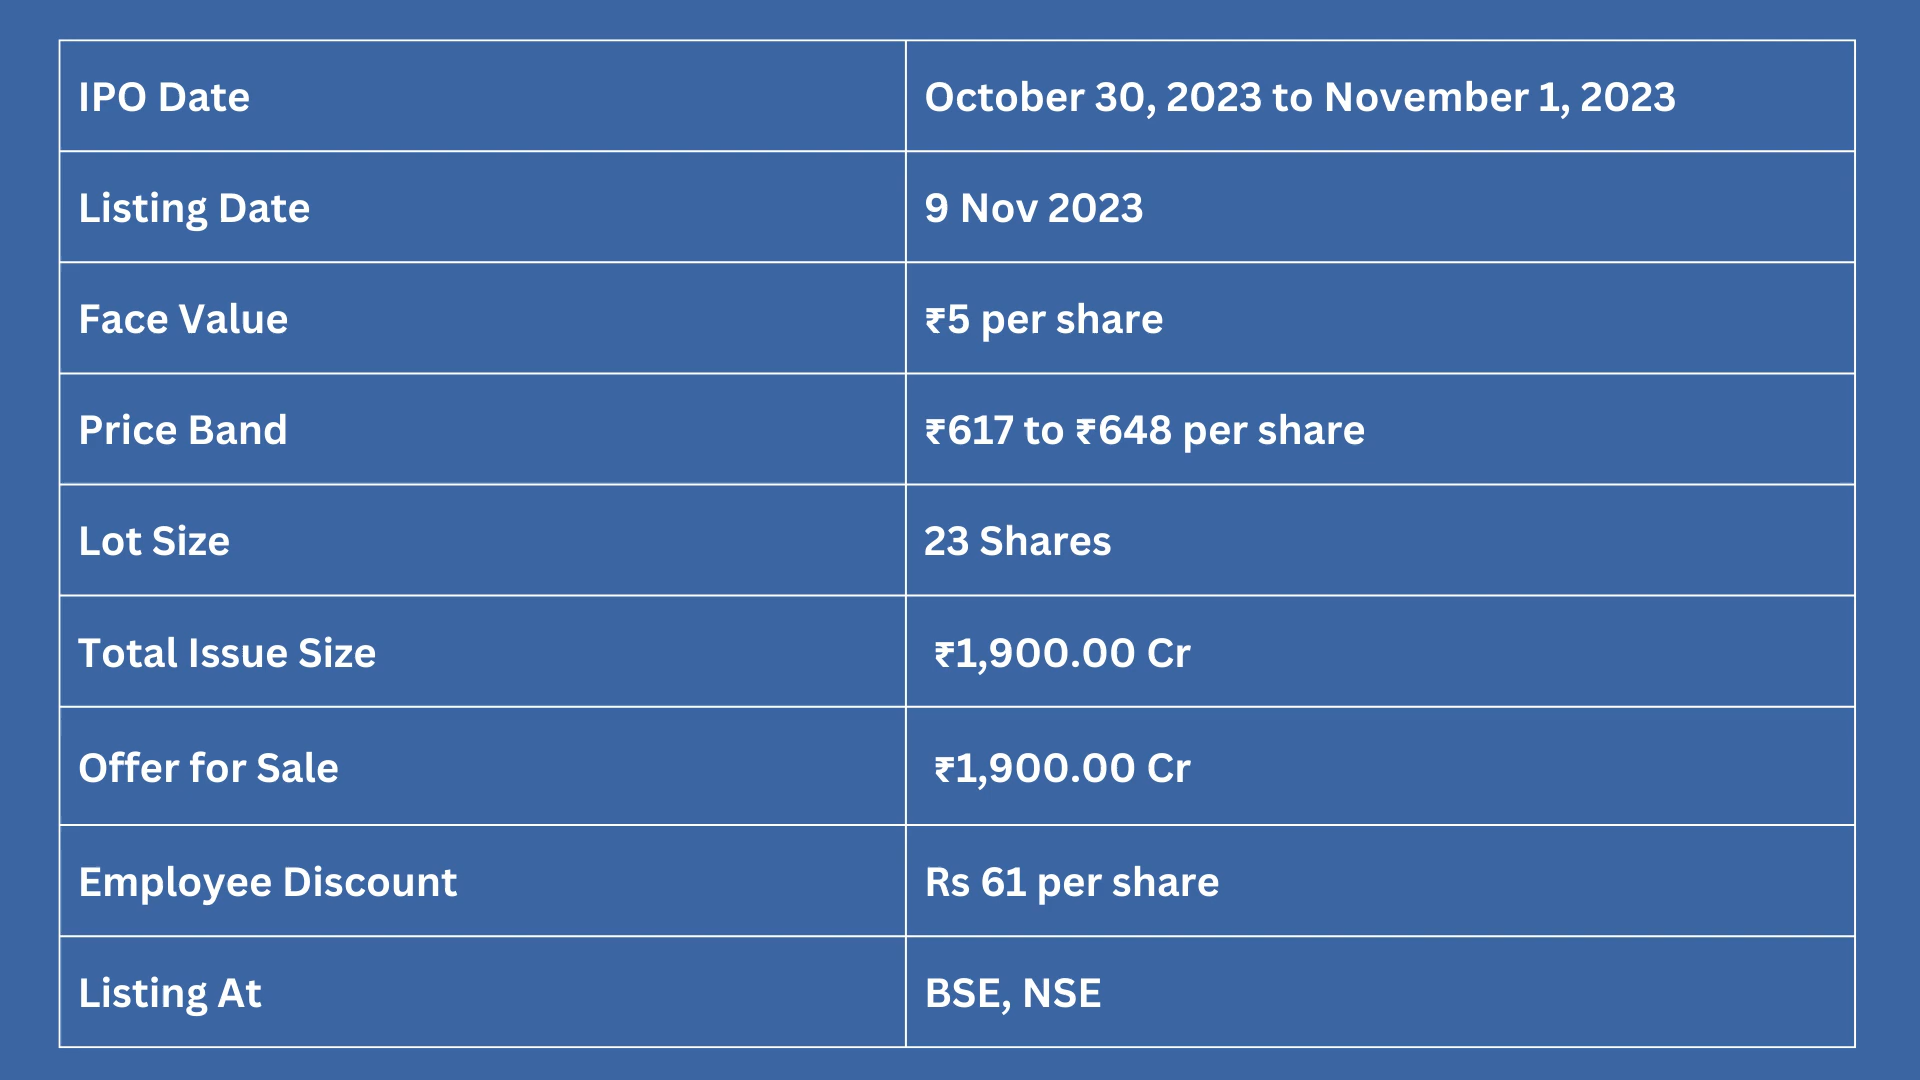 IPO Date October 30, 2023 to November 1, 2023
Listing Date 9 Nov 2023
Face Value ₹5 per share
Price Band ₹617 to ₹648 per share
Lot Size 23 Shares
Total Issue Size ₹1,900.00 Cr
Offer for Sale ₹1,900.00 Cr
Employee Discount Rs 61 per share
Listing At BSE, NSE